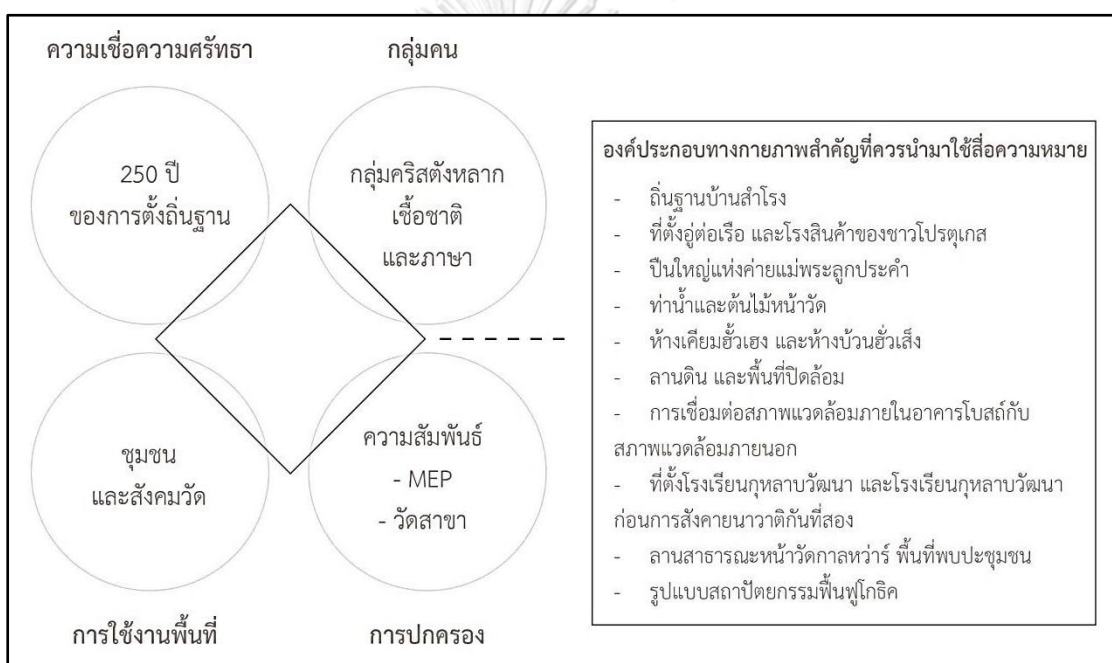 ความเชื่อความศรัทธา
กลุ่มคน
250 ปี
ของการตั้งถิ่นฐาน
กลุ่มคริสตังหลาก
เชื้อชาติ
และภาษา
ชุมชน
และสังคมวัด
ความสัมพันธ์
- MEP
- วัดสาขา
การใช้งานพื้นที่
การปกครอง
องค์ประกอบทางกายภาพสำคัญที่ควรนำมาใช้สื่อความหมาย
- ถิ่นฐานบ้านสำโรง
- ที่ตั้งอู่ต่อเรือ และโรงสินค้าของชาวโปรตุเกส
- ปืนใหญ่แห่งค่ายแม่พระลูกประคำ
- ท่าน้ำและต้นไม้หน้าวัด
- ห้างเคียมฮั้วเฮง และห้างบ้วนฮั่วเส็ง
- ลานดิน และพื้นที่ปิดล้อม
- การเชื่อมต่อสภาพแวดล้อมภายในอาคารโบสถ์กับ
สภาพแวดล้อมภายนอก
- ที่ตั้งโรงเรียนกุหลาบวัฒนา และโรงเรียนกุหลาบวัฒนา
ก่อนการสังคายนาวาติกันที่สอง
- ลานสาธารณะหน้าวัดกาลหว่าร์ พื้นที่พบปะชุมชน
- รูปแบบสถาปัตยกรรมฟื้นฟูโกธิค